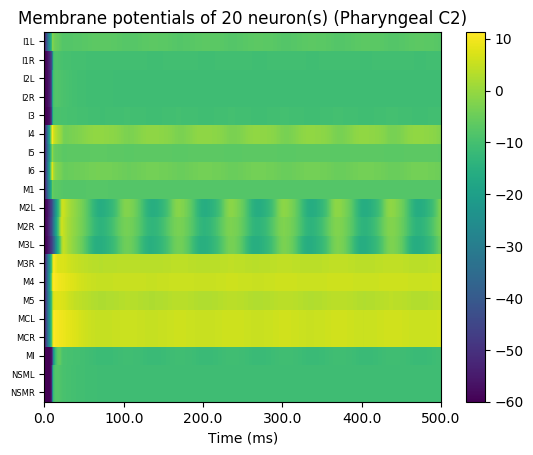 Membrane potentials of 20 neuron(s) (Pharyngeal C2)
I1L
I1R
I2L
I2R
I3
I4
I5
I6
M1
M2L
M2R
M3L
M3R
M4
M5
MCL
MCR
MI
NSML
NSMR
0.0 100.0 200.0 300.0 400.0 500.0
Time (ms)
10
0
−10
−20
−30
−40
−50
−60